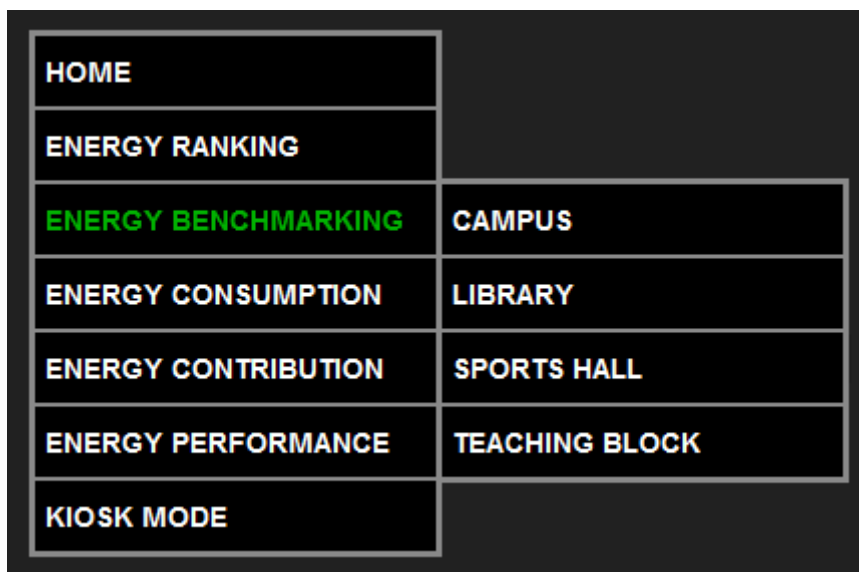 HOME
ENERGY RANKING
ENERGY BENCHMARKING
ENERGY CONSUMPTION
ENERGY CONTRIBUTION
ENERGY PERFORMANCE
KIOSK MODE
CAMPUS
LIBRARY
SPORTS HALL
TEACHING BLOCK